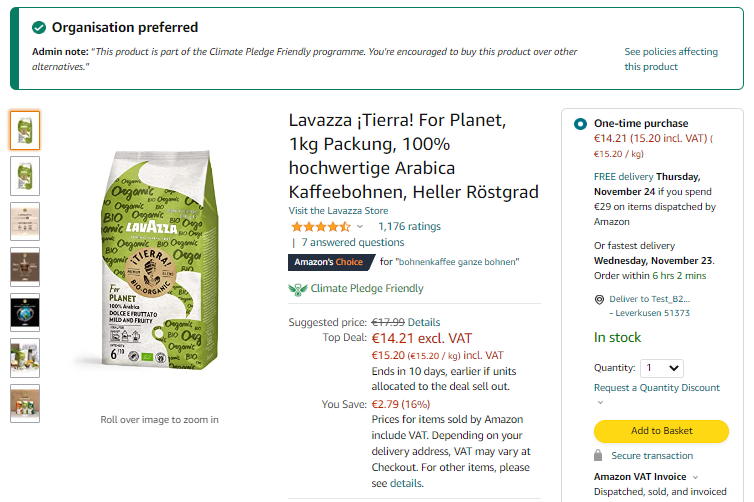 Organisation preferred
Admin note: "This product is part of the Climate Pledge Friendly programme. You're encouraged to buy this product over other
alternatives."
See policies affecting
this product
Lavazza ¡Tierra! For Planet,
1kg Packung, 100%
hochwertige Arabica
Kaffeebohnen, Heller Röstgrad
Visit the Lavazza Store
1,176 ratings
| 7 answered questions
Amazon's Choice for "bohnenkaffee ganze bohnen"
Climate Pledge Friendly
Suggested price: €17.99 Details
Top Deal: €14.21 excl. VAT
€15.20 (€15.20 / kg) incl. VAT
Ends in 10 days, earlier if units
allocated to the deal sell out.
You Save: €2.79 (16%)
Prices for items sold by Amazon
include VAT. Depending on your
delivery address, VAT may vary at
Checkout. For other items, please
see details.
Organic
BIO
LAVAZZA
¡TIERRA!
BIO-ORGANIC
For
PLANET
100% Arabica
DOLCE E FRUTTATO
MILD AND FRUITY
INTENSITY
6/10
Roll over image to zoom in
One-time purchase
€14.21 (15.20 incl. VAT) (
€15.20 / kg)
FREE delivery Thursday,
November 24 if you spend
€29 on items dispatched by
Amazon
Or fastest delivery
Wednesday, November 23.
Order within 6 hrs 2 mins
Deliver to Test_B2...
- Leverkusen 51373
In stock
Quantity: 1
Request a Quantity Discount
Add to Basket
Secure transaction
Amazon VAT Invoice
Dispatched, sold, and invoiced